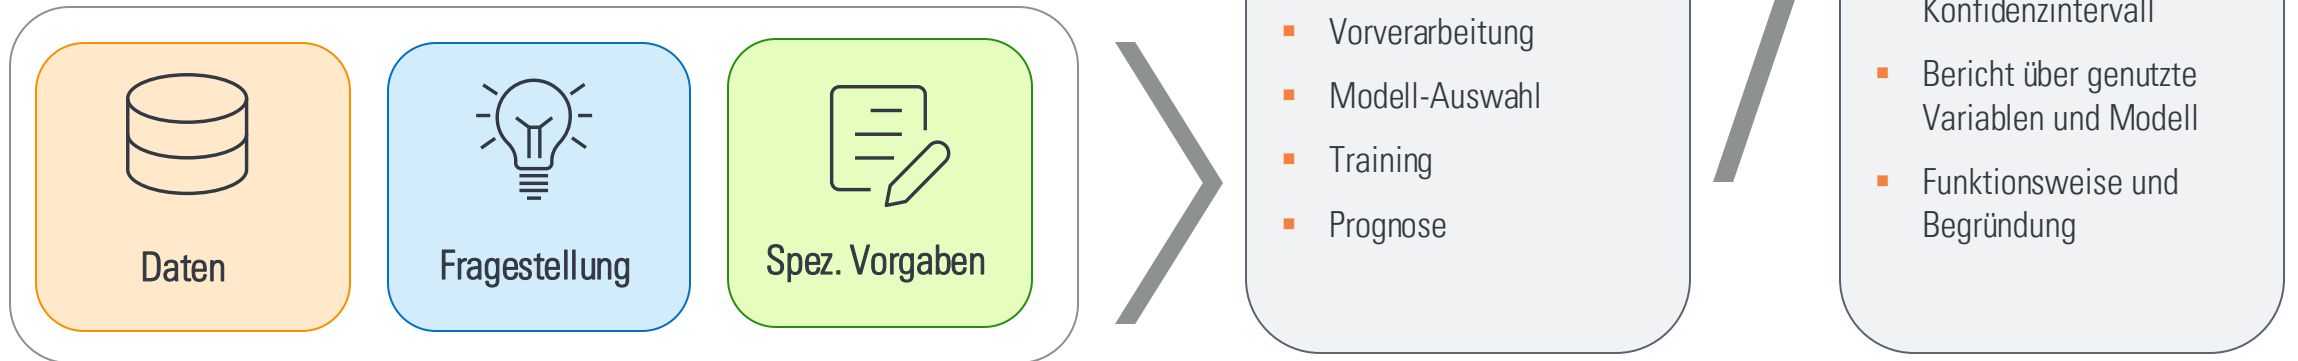 Daten
Fragestellung
Spez. Vorgaben
Vorverarbeitung
Modell-Auswahl
Training
Prognose
Konfidenzintervall
Bericht über genutzte
Variablen und Modell
Funktionsweise und
Begründung